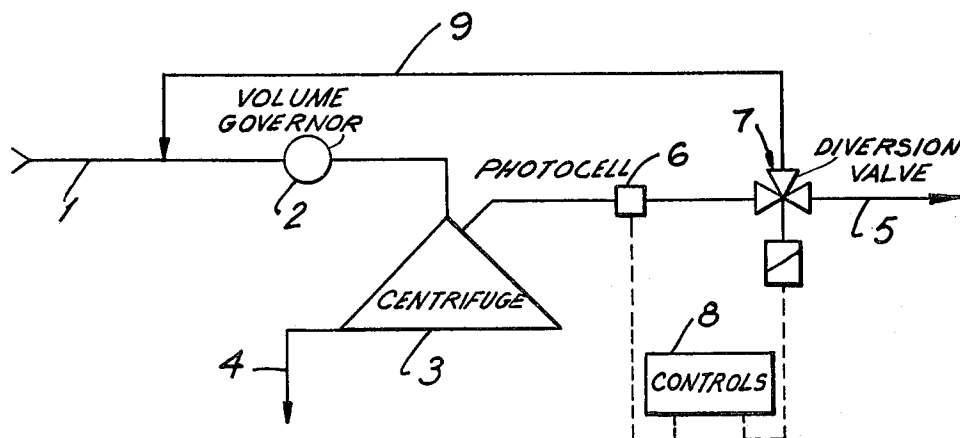 9
VOLUME
GOVERNOR
7
DIVERSION
VALVE
PHOTOCELL
6
1
2
5
CENTRIFUGE
8
4
3
CONTROLS